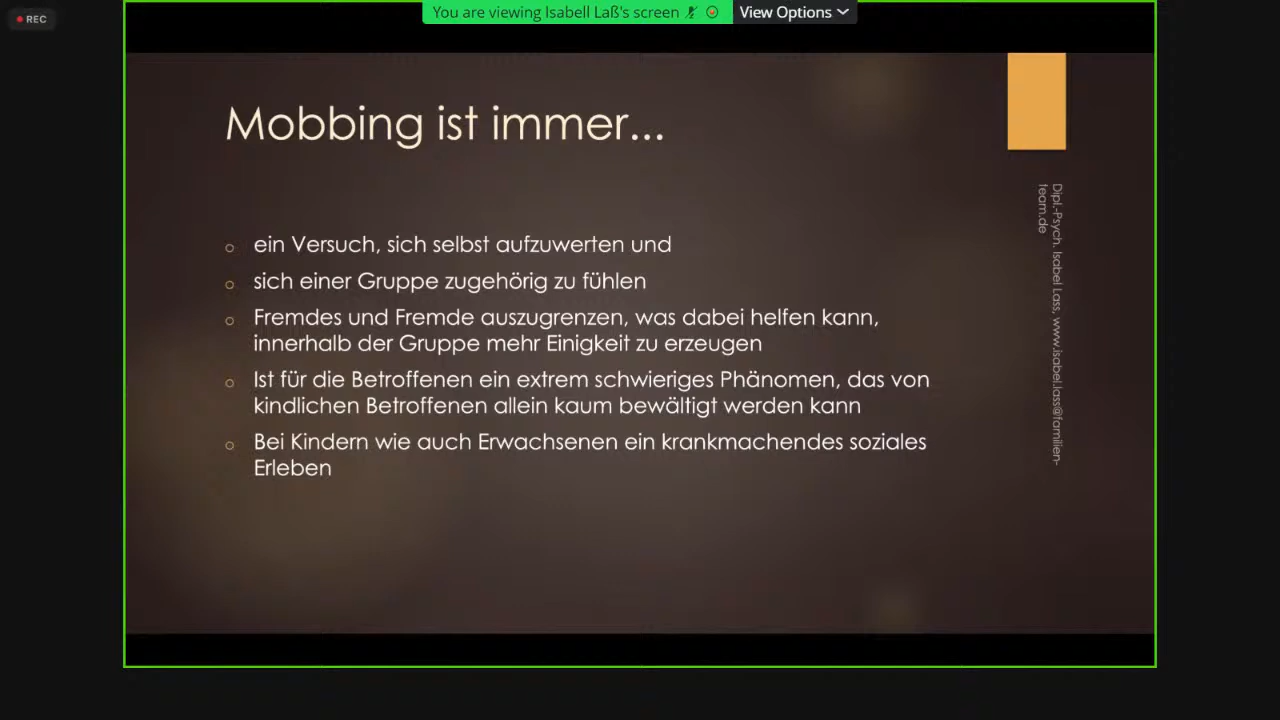 REC
You are viewing Isabell Laß's screen
View Options
Mobbing ist immer...
ein Versuch, sich selbst aufzuwerten und
sich einer Gruppe zugehörig zu fühlen
Fremdes und Fremde auszugrenzen, was dabei helfen kann,
innerhalb der Gruppe mehr Einigkeit zu erzeugen
Ist für die Betroffenen ein extrem schwieriges Phänomen, das von
kindlichen Betroffenen allein kaum bewältigt werden kann
Bei Kindern wie auch Erwachsenen ein krankmachendes soziales
Erleben
Dipl.-Psych. Isabel Lass, www.isabel.lass@familien-
team.de